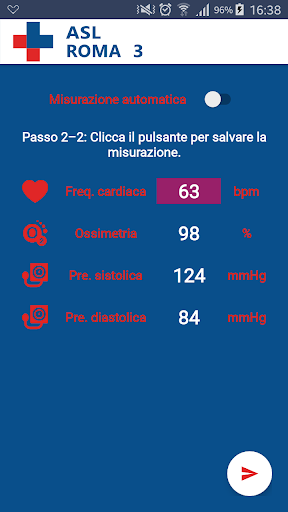 96% 16:38
ASL
ROMA 3
Misurazione automatica
Passo 2–2: Clicca il pulsante per salvare la
misurazione.
Freq. cardiaca 63 bpm
Ossimetria 98 %
Pre. sistolica 124 mmHg
Pre. diastolica 84 mmHg